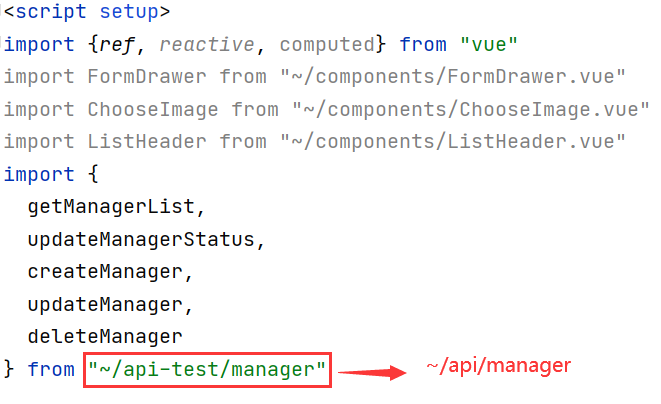 <script setup>
import {ref, reactive, computed} from "vue"
import FormDrawer from "~/components/FormDrawer.vue"
import ChooseImage from "~/components/ChooseImage.vue"
import ListHeader from "~/components/ListHeader.vue"
import {
getManagerList,
updateManagerStatus,
createManager,
updateManager,
deleteManager
} from "~/api-test/manager" ~/api/manager